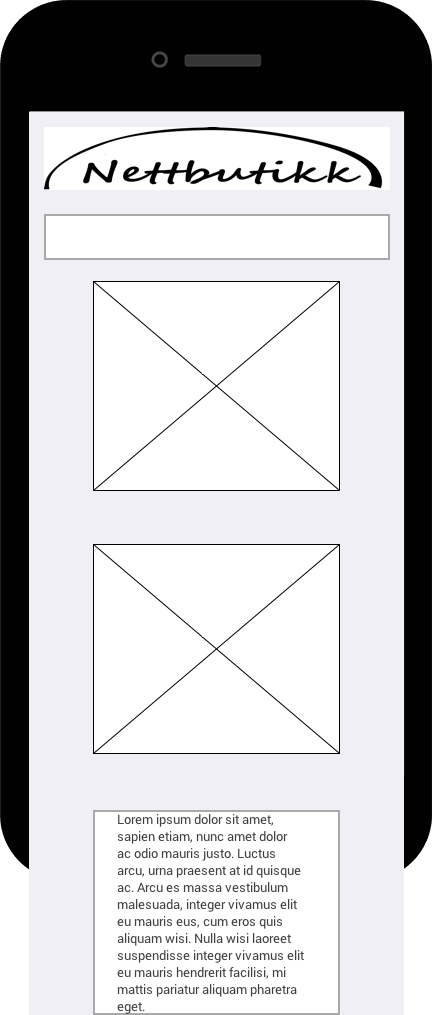 Nettbutikk
Lorem ipsum dolor sit amet,
sapien etiam, nunc amet dolor
ac odio mauris justo. Luctus
arcu, urna praesent at id quisque
ac. Arcu es massa vestibulum
malesuada, integer vivamus elit
eu mauris eus, cum eros quis
aliquam wisi. Nulla wisi laoreet
suspendisse integer vivamus elit
eu mauris hendrerit facilisi, mi
mattis pariatur aliquam pharetra
eget.